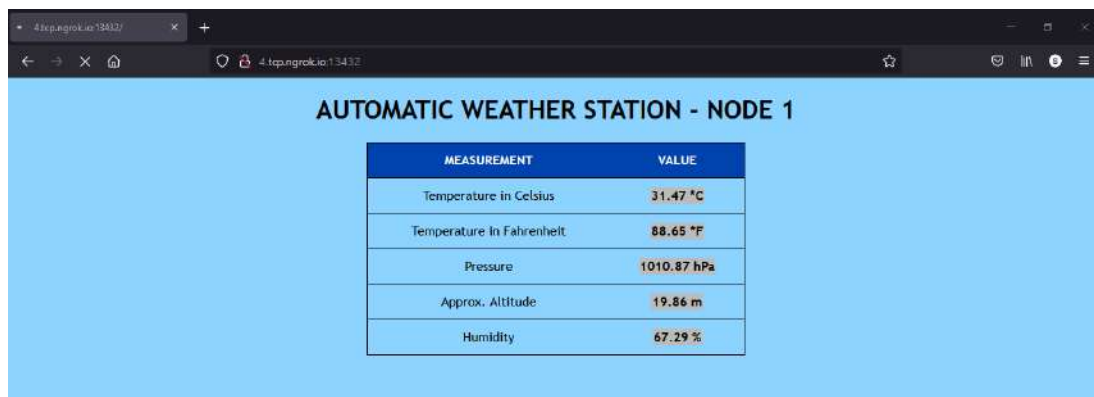 4.tcp.ngrok.io:13432/
4.tcp.ngrok.io:13432
AUTOMATIC WEATHER STATION - NODE 1
MEASUREMENT VALUE
Temperature in Celsius 31.47 *C
Temperature in Fahrenheit 88.65 *F
Pressure 1010.87 hPa
Approx. Altitude 19.86 m
Humidity 67.29 %